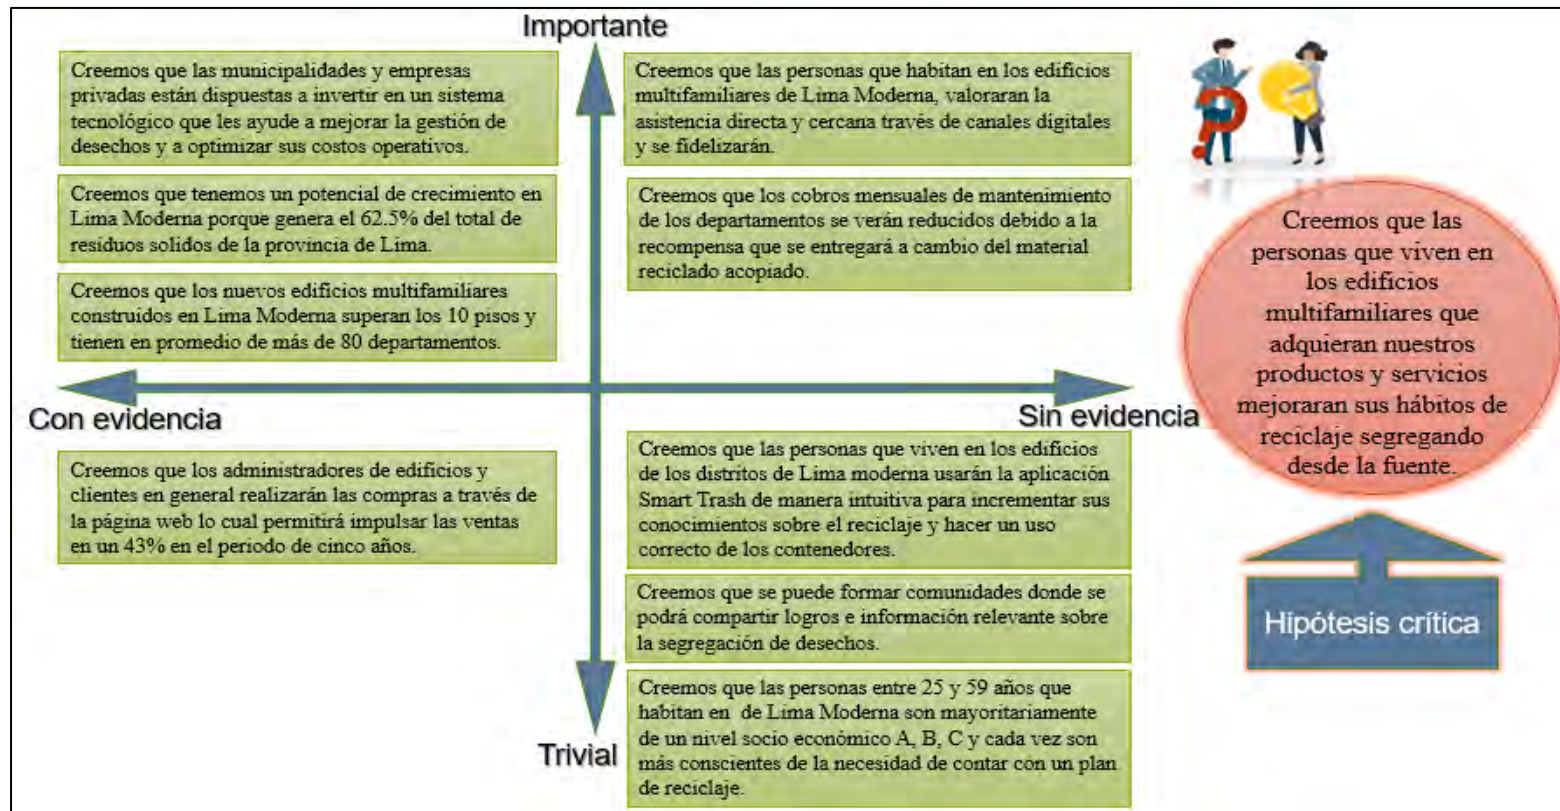 Importante
Creemos que las municipalidades y empresas
privadas están dispuestas a invertir en un sistema
tecnológico que les ayude a mejorar la gestión de
desechos y a optimizar sus costos operativos.
Creemos que tenemos un potencial de crecimiento en
Lima Moderna porque genera el 62.5% del total de
residuos solidos de la provincia de Lima.
Creemos que los nuevos edificios multifamiliares
construidos en Lima Moderna superan los 10 pisos y
tienen en promedio de más de 80 departamentos.
Creemos que las personas que habitan en los edificios
multifamiliares de Lima Moderna, valoraran la
asistencia directa y cercana través de canales digitales
y se fidelizarán.
Creemos que los cobros mensuales de mantenimiento
de los departamentos se verán reducidos debido a la
recompensa que se entregará a cambio del material
reciclado acopiado.
Con evidencia
Sin evidencia
Creemos que los administradores de edificios y
clientes en general realizarán las compras a través de
la página web lo cual permitirá impulsar las ventas
en un 43% en el periodo de cinco años.
Creemos que las personas que viven en los edificios
de los distritos de Lima moderna usarán la aplicación
Smart Trash de manera intuitiva para incrementar sus
conocimientos sobre el reciclaje y hacer un uso
correcto de los contenedores.
Creemos que se puede formar comunidades donde se
podrá compartir logros e información relevante sobre
la segregación de desechos.
Creemos que las personas entre 25 y 59 años que
habitan en de Lima Moderna son mayoritariamente
de un nivel socio económico A, B, C y cada vez son
más conscientes de la necesidad de contar con un plan
de reciclaje.
Trivial
Creemos que las
personas que viven en
los edificios
multifamiliares que
adquieran nuestros
productos y servicios
mejoraran sus hábitos de
reciclaje segregando
desde la fuente.
Hipótesis crítica